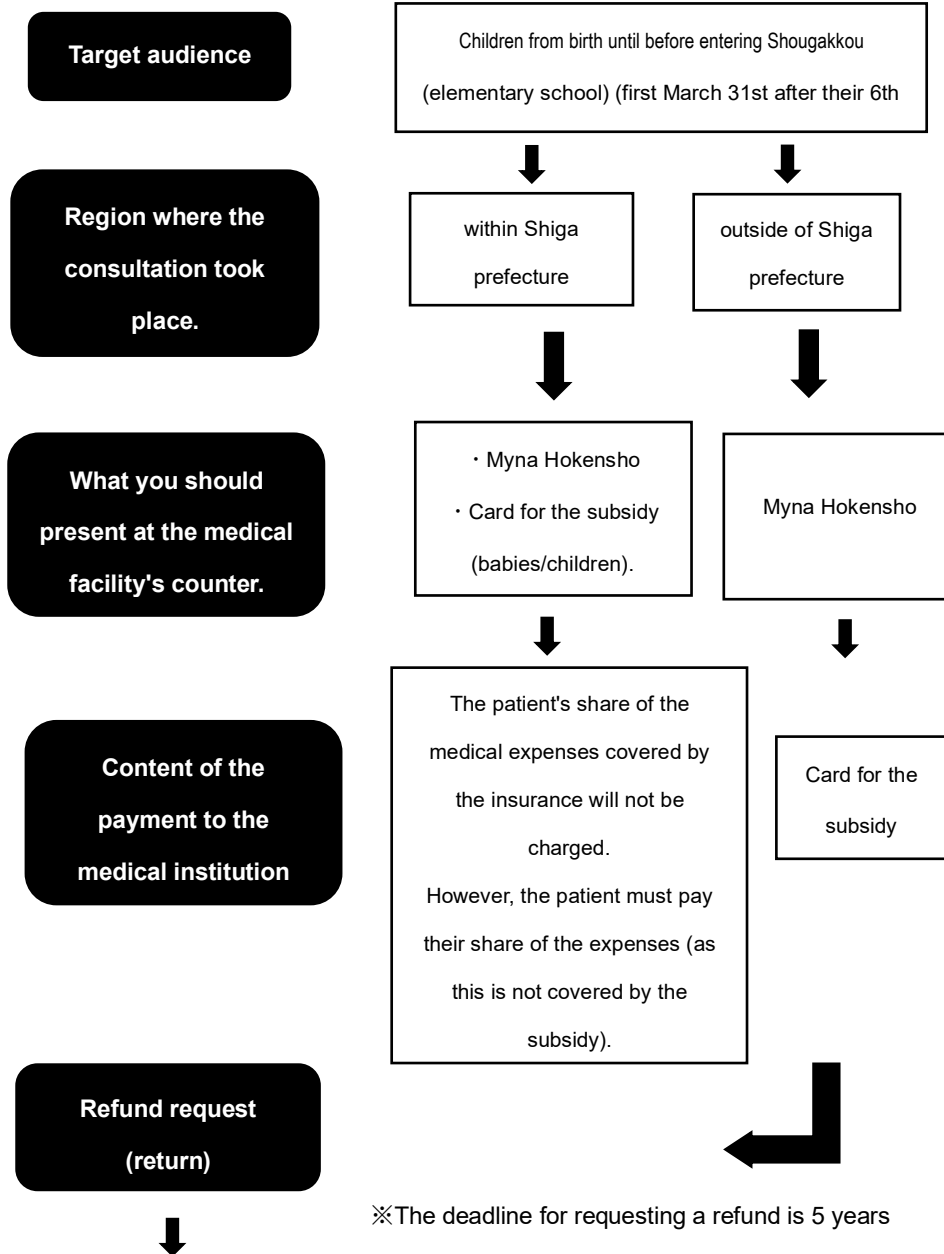 Target audience
Children from birth until before entering Shougakkou
(elementary school) (first March 31st after their 6th
Region where the
consultation took
place.
within Shiga
prefecture
outside of Shiga
prefecture
What you should
present at the medical
facility's counter.
・Myna Hokensho
・Card for the subsidy
(babies/children).
Myna Hokensho
Content of the
payment to the
medical institution
The patient's share of the
medical expenses covered by
the insurance will not be
charged.
However, the patient must pay
their share of the expenses (as
this is not covered by the
subsidy).
Card for the
subsidy
Refund request
(return)
※The deadline for requesting a refund is 5 years